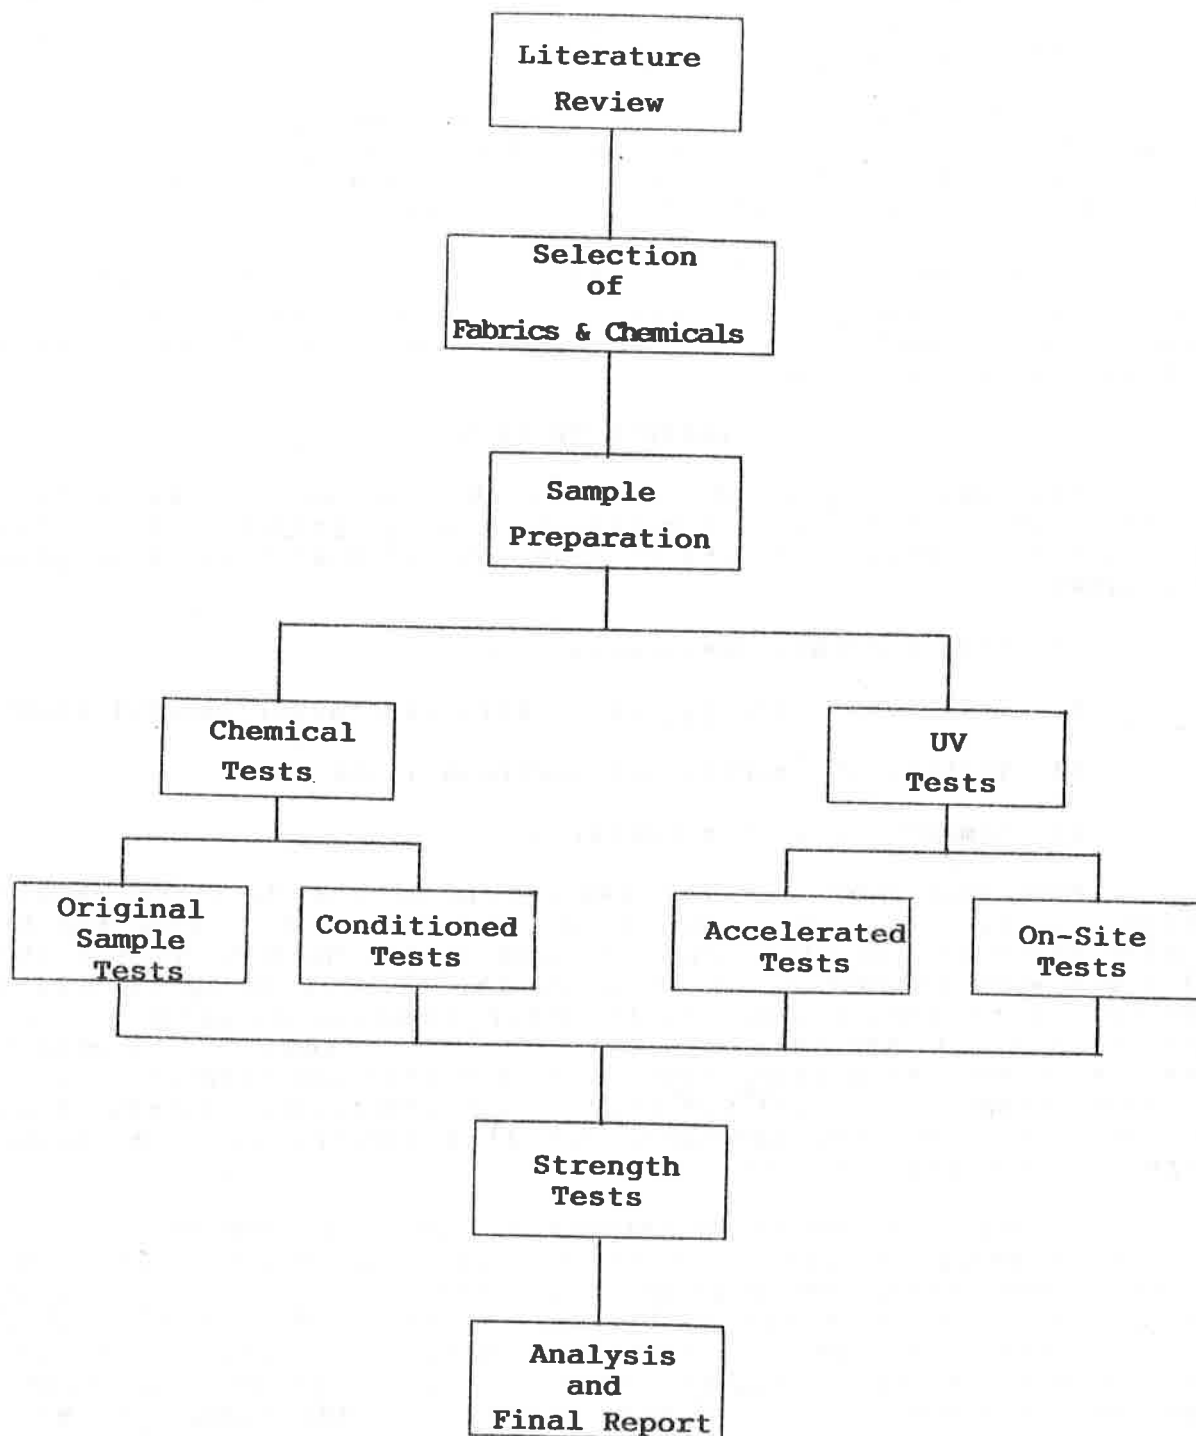 Literature
Review
Selection
of
Fabrics & Chemicals
Sample
Preparation
Chemical
Tests
UV
Tests
Original
Sample
Tests
Conditioned
Tests
Accelerated
Tests
On-Site
Tests
Strength
Tests
Analysis
and
Final Report